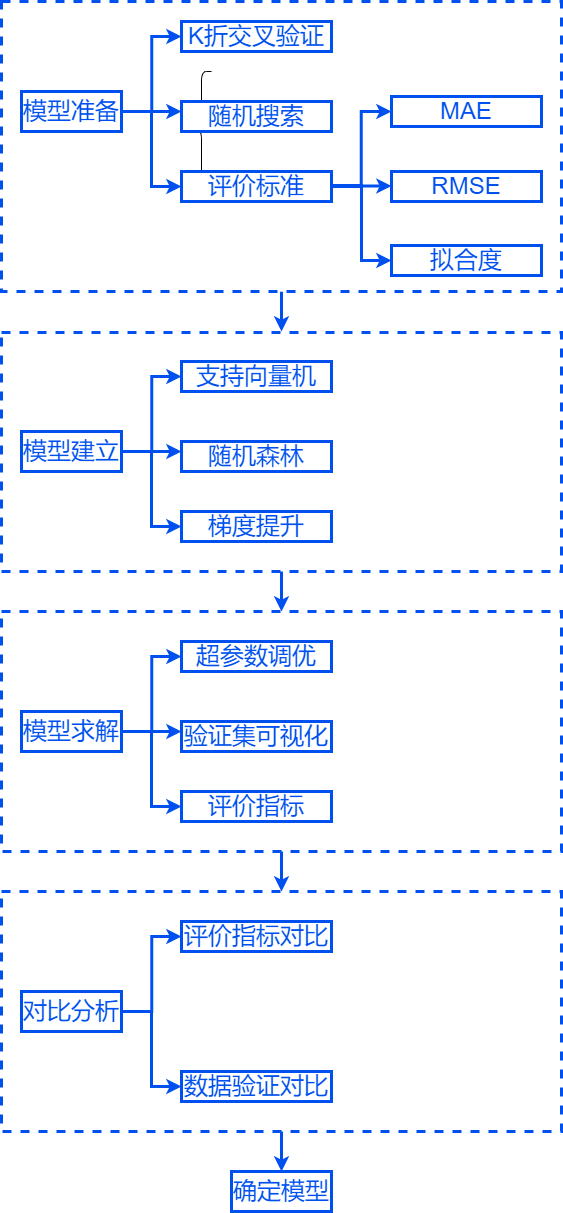 K折交叉验证
模型准备
随机搜索
MAE
评价标准
RMSE
拟合度
支持向量机
模型建立
随机森林
梯度提升
超参数调优
模型求解
验证集可视化
评价指标
评价指标对比
对比分析
数据验证对比
确定模型